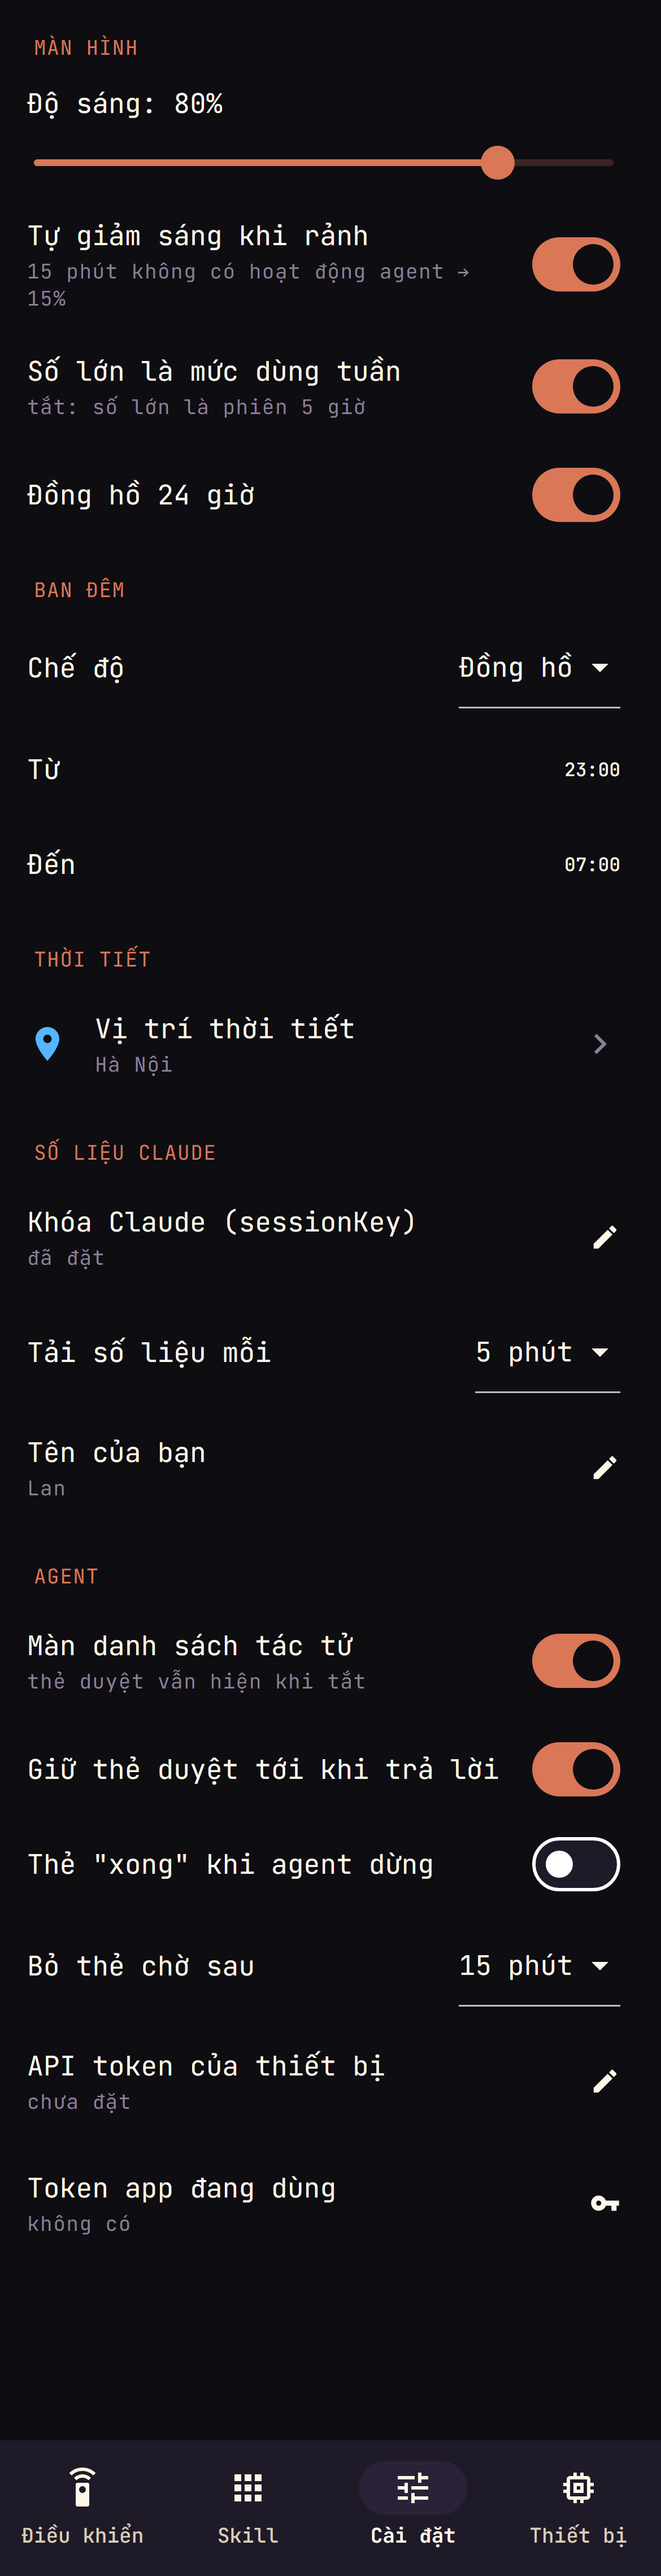 MÀN HÌNH
Độ sáng: 80%
Tự giảm sáng khi rảnh
15 phút không có hoạt động agent →
15%
Số lớn là mức dùng tuần
tắt: số lớn là phiên 5 giờ
Đồng hồ 24 giờ
BAN ĐÊM
Chế độ
Đồng hồ
Từ
23:00
Đến
07:00
THỜI TIẾT
Vị trí thời tiết
Hà Nội
SỐ LIỆU CLAUDE
Khóa Claude (sessionKey)
đã đặt
Tải số liệu mỗi
5 phút
Tên của bạn
Lan
AGENT
Màn danh sách tác tử
thẻ duyệt vẫn hiện khi tắt
Giữ thẻ duyệt tới khi trả lời
Thẻ "xong" khi agent dừng
Bỏ thẻ chờ sau
15 phút
API token của thiết bị
chưa đặt
Token app đang dùng
không có
Điều khiển
Skill
Cài đặt
Thiết bị